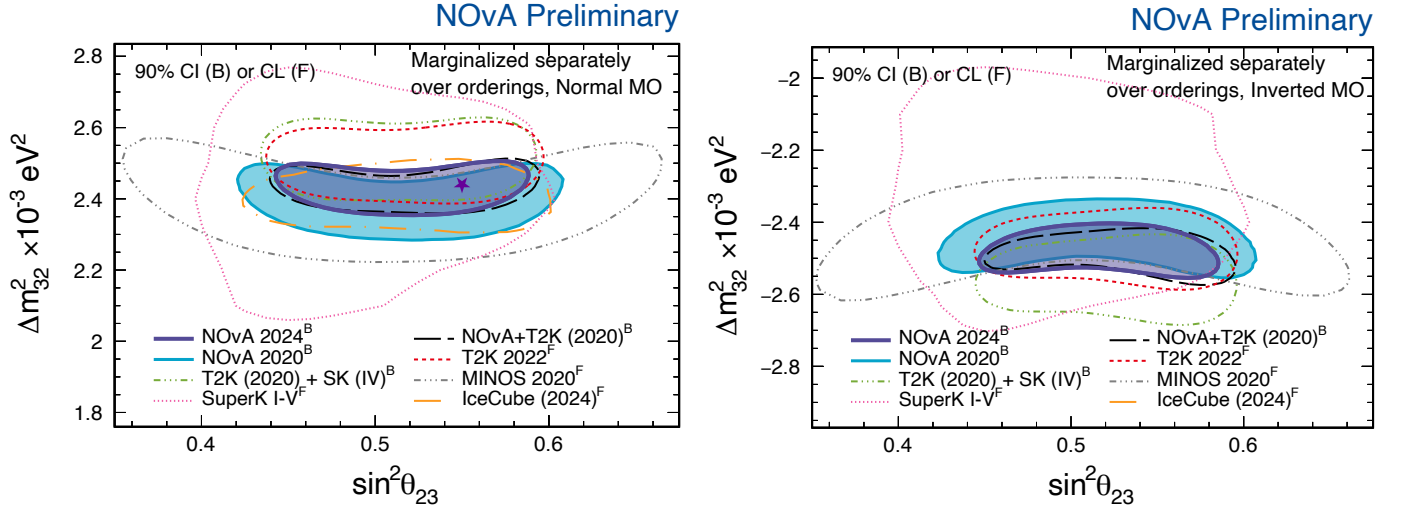 NOvA Preliminary
90% CI (B) or CL (F)
Marginalized separately
over orderings, Normal MO
2.8
2.6
2.4
2.2
2
1.8
Δm²₃₂ ×10⁻³ eV²
NOvA 2024ᴮ
NOvA 2020ᴮ
T2K (2020) + SK (IV)ᴮ
SuperK I-Vᶠ
NOvA+T2K (2020)ᴮ
T2K 2022ᶠ
MINOS 2020ᶠ
IceCube (2024)ᶠ
0.4 0.5 0.6
sin²θ₂₃
NOvA Preliminary
90% CI (B) or CL (F)
Marginalized separately
over orderings, Inverted MO
−2
−2.2
−2.4
−2.6
−2.8
Δm²₃₂ ×10⁻³ eV²
NOvA 2024ᴮ
NOvA 2020ᴮ
T2K (2020) + SK (IV)ᴮ
SuperK I-Vᶠ
NOvA+T2K (2020)ᴮ
T2K 2022ᶠ
MINOS 2020ᶠ
IceCube (2024)ᶠ
0.4 0.5 0.6
sin²θ₂₃